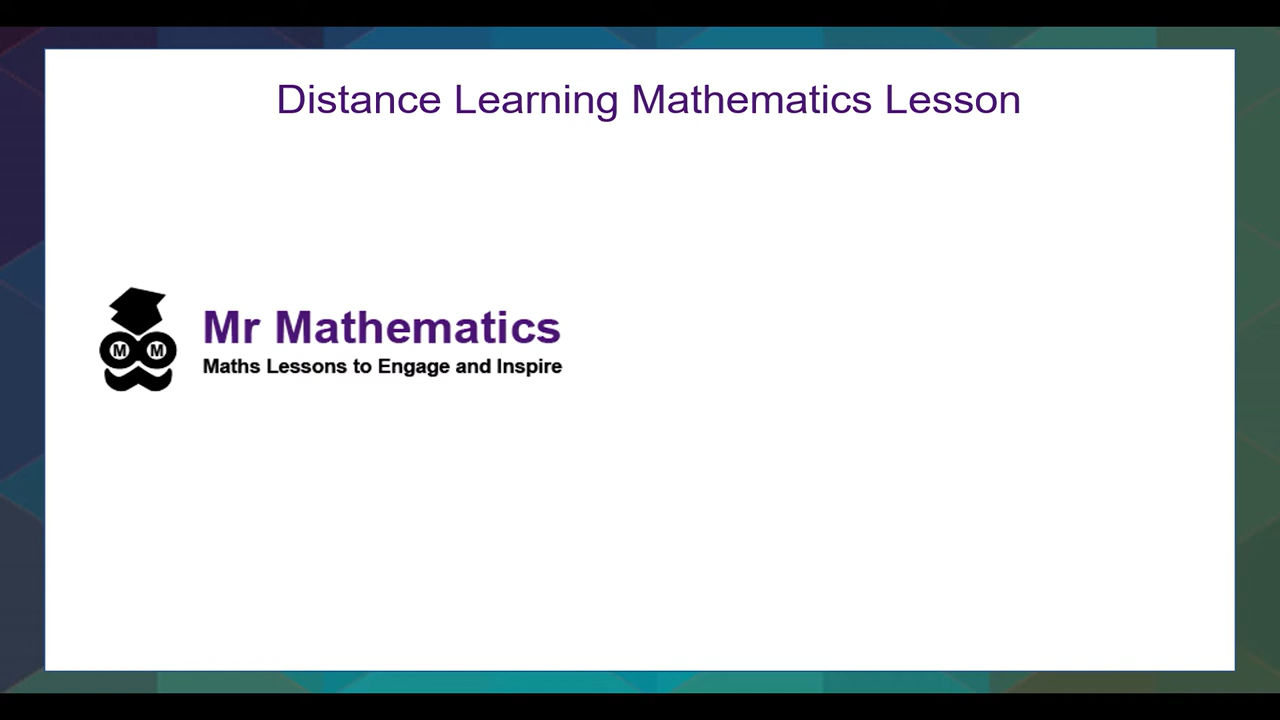 Distance Learning Mathematics Lesson
Mr Mathematics
M M
Maths Lessons to Engage and Inspire